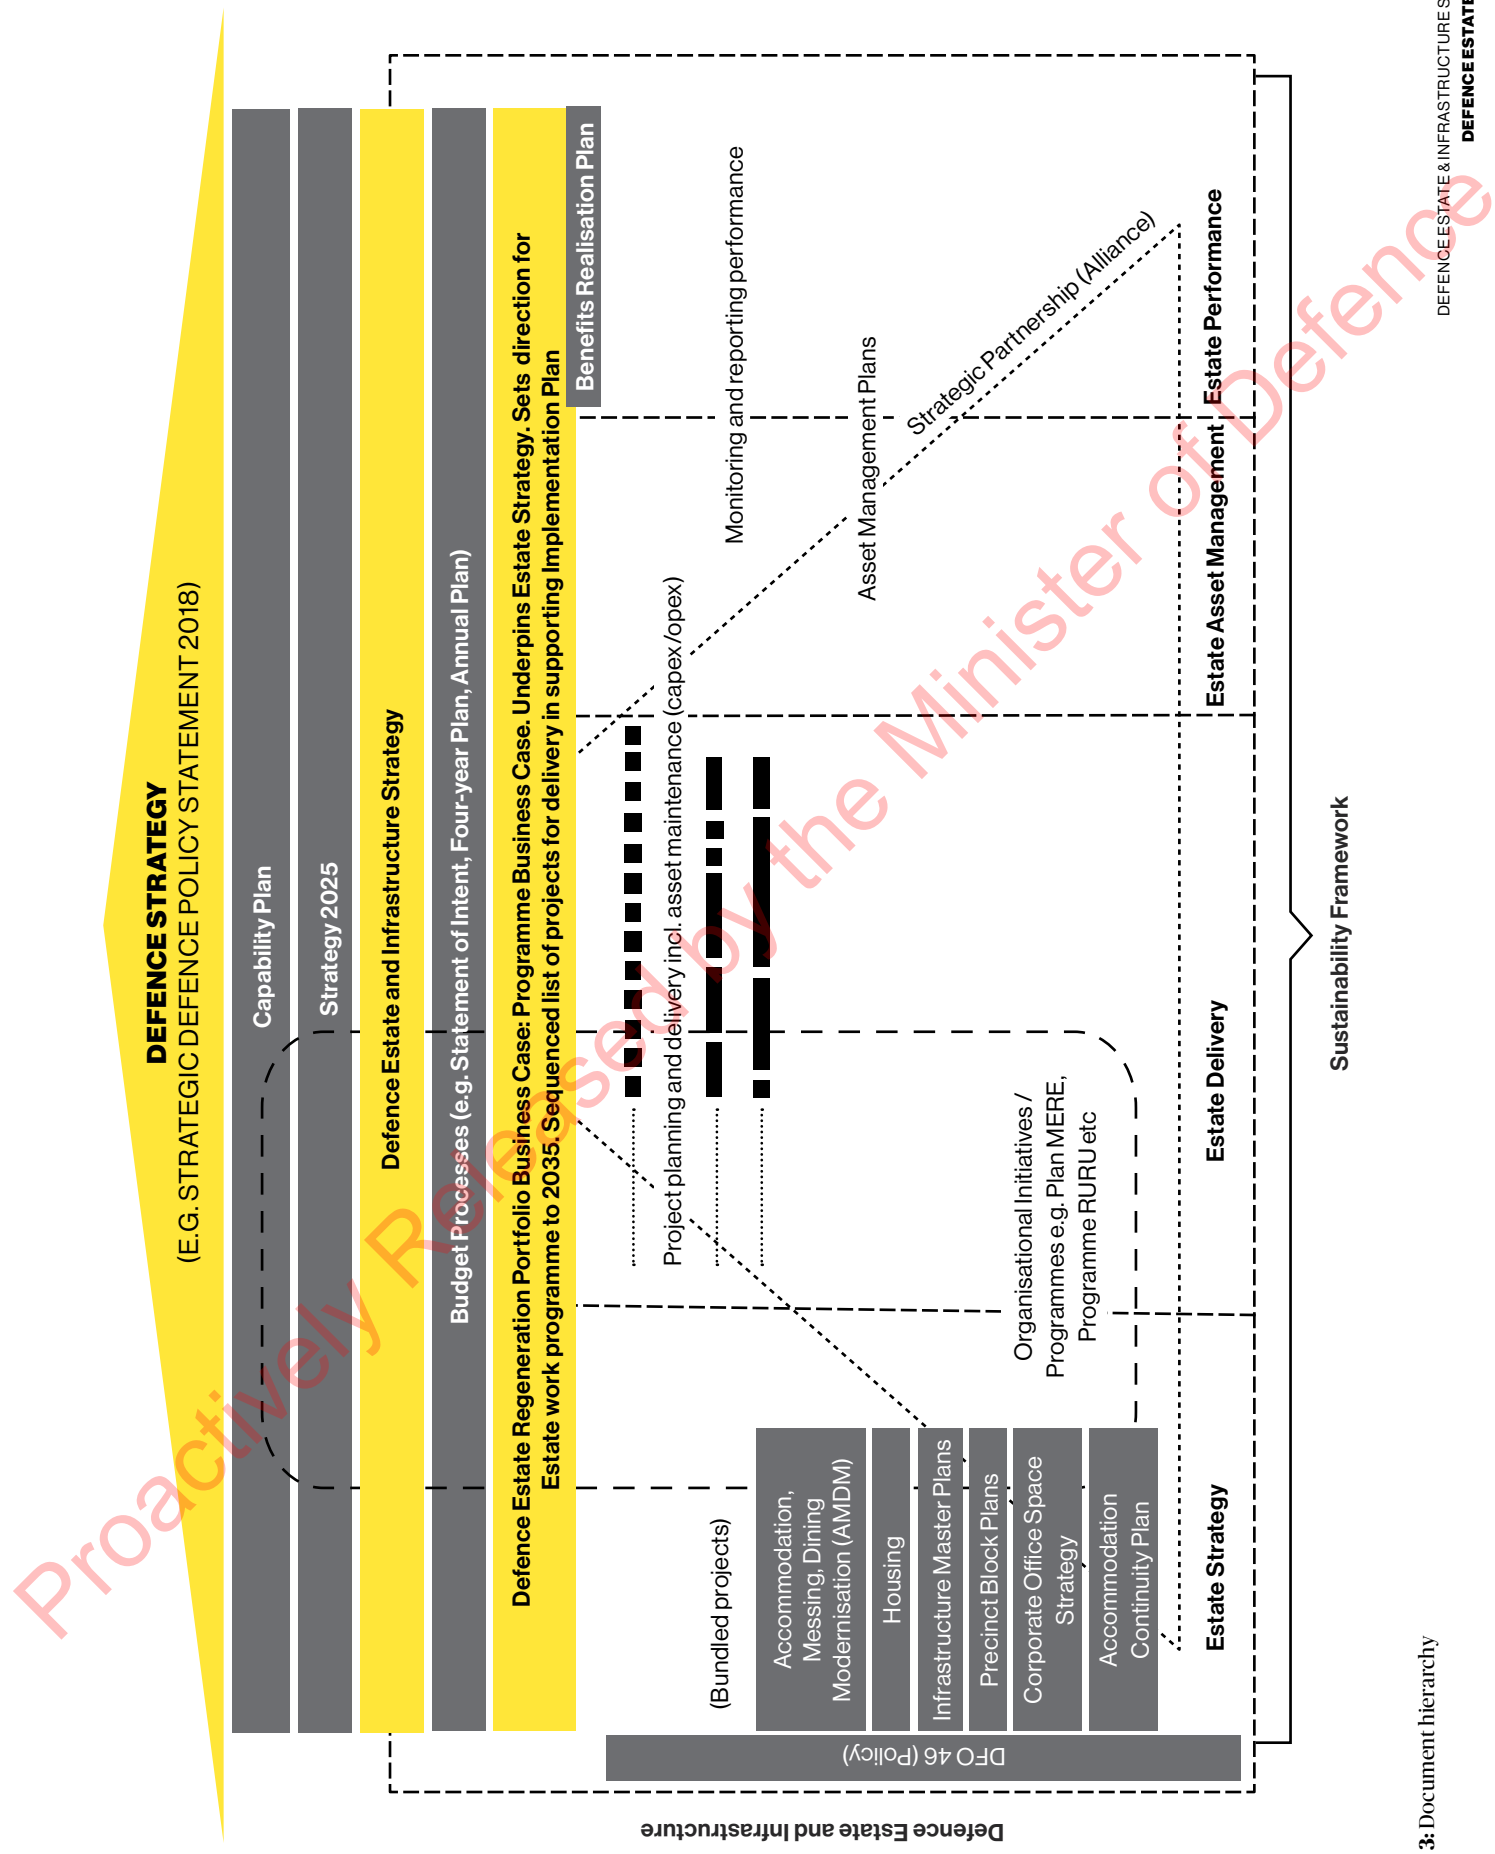 DEFENCE ESTATE & INFRASTRUCTURE S
DEFENCE ESTATE
DEFENCE STRATEGY
(E.G. STRATEGIC DEFENCE POLICY STATEMENT 2018)
Capability Plan
Strategy 2025
Defence Estate and Infrastructure Strategy
Budget Processes (e.g. Statement of Intent, Four-year Plan, Annual Plan)
Defence Estate Regeneration Portfolio Business Case: Programme Business Case. Underpins Estate Strategy. Sets direction for
Estate work programme to 2035. Sequenced list of projects for delivery in supporting Implementation Plan
Benefits Realisation Plan
Defence Estate and Infrastructure
DFO 46 (Policy)
(Bundled projects)
Accommodation,
Messing, Dining
Modernisation (AMDM)
Housing
Infrastructure Master Plans
Precinct Block Plans
Corporate Office Space
Strategy
Accommodation
Continuity Plan
Project planning and delivery incl. asset maintenance (capex/opex)
Organisational Initiatives /
Programmes e.g. Plan MERE,
Programme RURU etc
Monitoring and reporting performance
Asset Management Plans
Strategic Partnership (Alliance)
Estate Strategy
Estate Delivery
Estate Asset Management
Estate Performance
Sustainability Framework
3: Document hierarchy
Proactively Released by the Minister of Defence